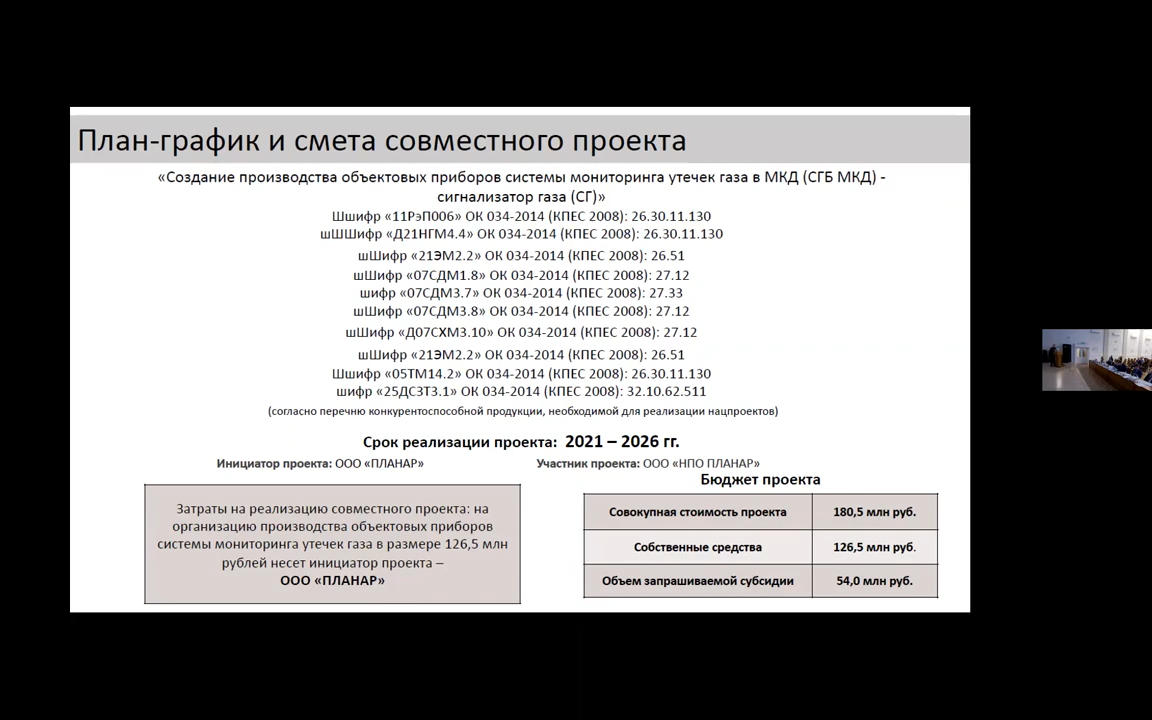 План-график и смета совместного проекта
«Создание производства объектовых приборов системы мониторинга утечек газа в МКД (СГБ МКД) -
сигнализатор газа (СГ)»
Шшифр «11РэП006» ОК 034-2014 (КПЕС 2008): 26.30.11.130
шШШифр «Д21НГМ4.4» ОК 034-2014 (КПЕС 2008): 26.30.11.130
шШифр «21ЭМ2.2» ОК 034-2014 (КПЕС 2008): 26.51
шШифр «07СДМ1.8» ОК 034-2014 (КПЕС 2008): 27.12
шифр «07СДМ3.7» ОК 034-2014 (КПЕС 2008): 27.33
шШифр «07СДМ3.8» ОК 034-2014 (КПЕС 2008): 27.12
шШифр «Д07СХМ3.10» ОК 034-2014 (КПЕС 2008): 27.12
шШифр «21ЭМ2.2» ОК 034-2014 (КПЕС 2008): 26.51
Шшифр «05ТМ14.2» ОК 034-2014 (КПЕС 2008): 26.30.11.130
шифр «25ДСЗТ3.1» ОК 034-2014 (КПЕС 2008): 32.10.62.511
(согласно перечню конкурентоспособной продукции, необходимой для реализации нацпроектов)
Срок реализации проекта: 2021 – 2026 гг.
Инициатор проекта: ООО «ПЛАНАР» Участник проекта: ООО «НПО ПЛАНАР»
Затраты на реализацию совместного проекта: на
организацию производства объектовых приборов
системы мониторинга утечек газа в размере 126,5 млн
рублей несет инициатор проекта –
ООО «ПЛАНАР»
Бюджет проекта
Совокупная стоимость проекта 180,5 млн руб.
Собственные средства 126,5 млн руб.
Объем запрашиваемой субсидии 54,0 млн руб.